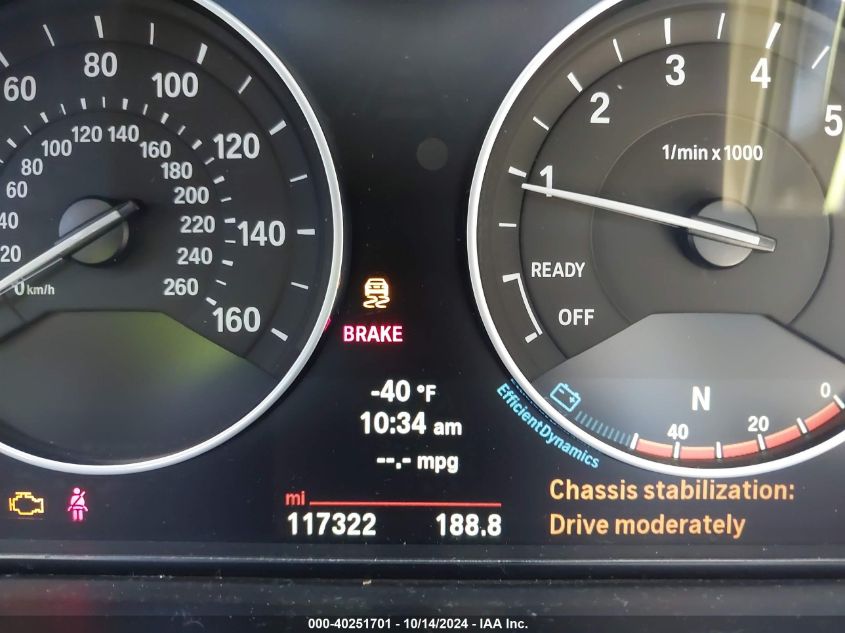 60
80
100
120
140
160
20
40
60
80
100
120
140
160
180
200
220
240
260
0 km/h
BRAKE
-40 °F
10:34 am
--.- mpg
mi
117322 188.8
1
2
3
4
5
1/min x 1000
READY
OFF
N
40
20
0
EfficientDynamics
Chassis stabilization:
Drive moderately
000-40251701 - 10/14/2024 - IAA Inc.